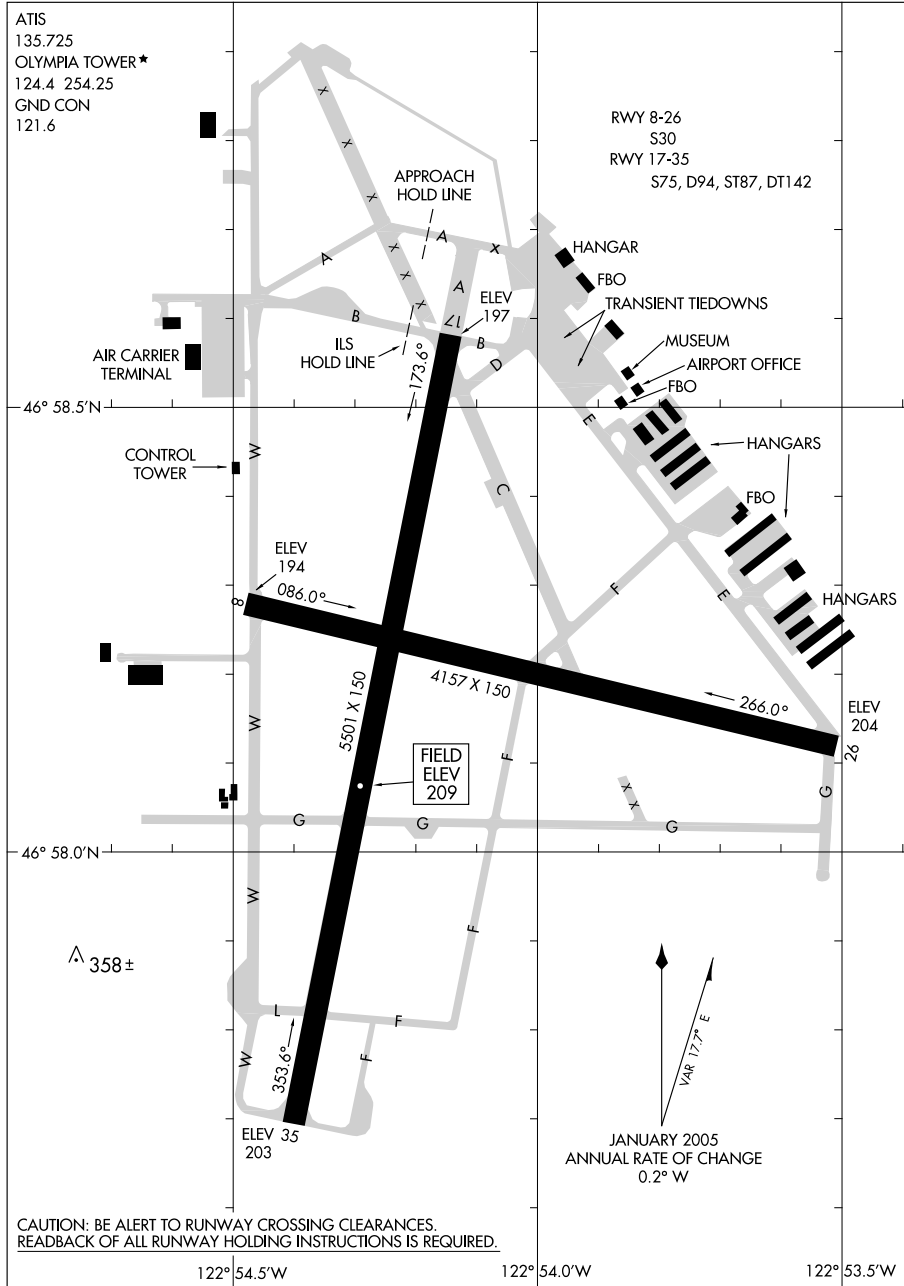 ATIS
135.725
OLYMPIA TOWER★
124.4 254.25
GND CON
121.6
RWY 8-26
S30
RWY 17-35
S75, D94, ST87, DT142
APPROACH
HOLD LINE
X
X
X
X
X
X
A
A
x
A
HANGAR
FBO
TRANSIENT TIEDOWNS
ELEV
197
17
B
B
D
ILS
HOLD LINE
173.6°
AIR CARRIER
TERMINAL
MUSEUM
AIRPORT OFFICE
FBO
46° 58.5'N
E
HANGARS
CONTROL
TOWER
W
C
FBO
ELEV
194
8
086.0°
F
E
HANGARS
4157 X 150
5501 X 150
266.0°
ELEV
204
26
W
FIELD
ELEV
209
F
X
X
G
G
G
G
46° 58.0'N
W
F
358 ±
L
F
W
353.6°
F
VAR 17.7° E
ELEV
203
35
JANUARY 2005
ANNUAL RATE OF CHANGE
0.2° W
CAUTION: BE ALERT TO RUNWAY CROSSING CLEARANCES.
READBACK OF ALL RUNWAY HOLDING INSTRUCTIONS IS REQUIRED.
122° 54.5'W
122° 54.0'W
122° 53.5'W